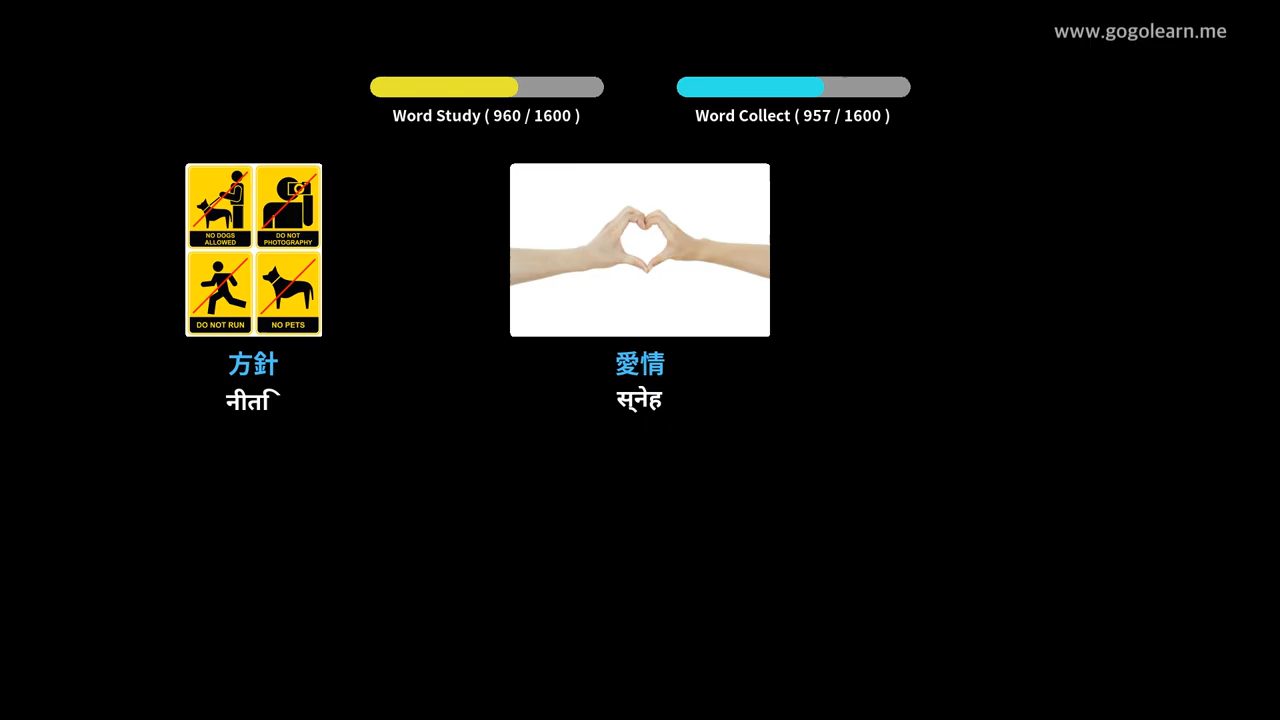 www.gogolearn.me
Word Study ( 960 / 1600 )
Word Collect ( 957 / 1600 )
NO DOGS
ALLOWED
DO NOT
PHOTOGRAPHY
DO NOT RUN
NO PETS
方針
नीति
愛情
स्नेह